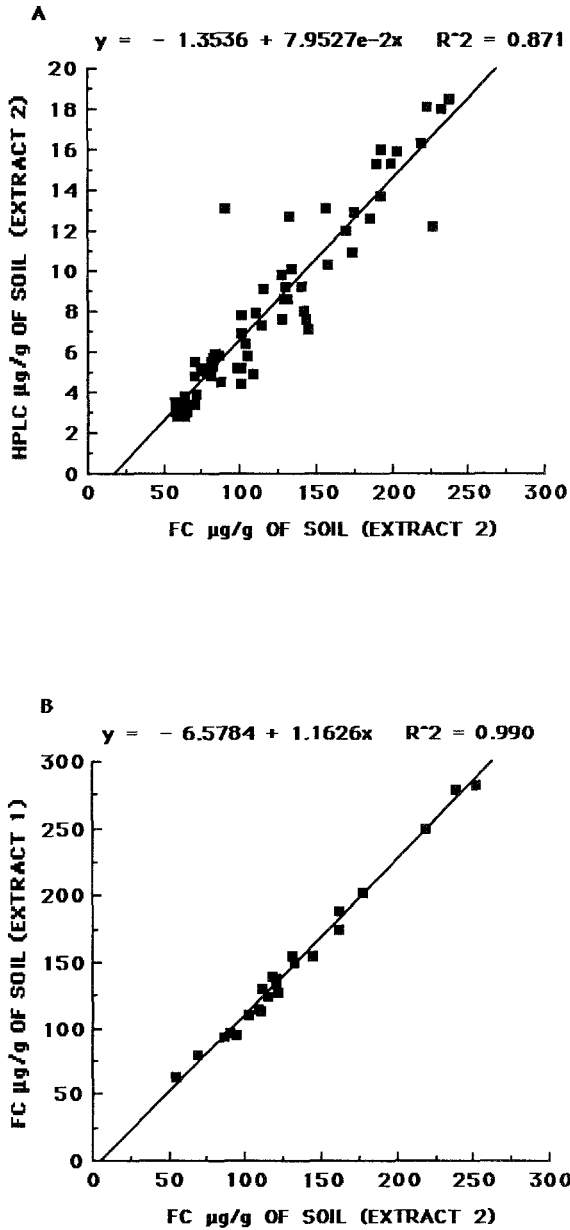 A
y = - 1.3536 + 7.9527e-2x R^2 = 0.871
20
18
16
14
12
10
8
6
4
2
0
HPLC µg/g OF SOIL (EXTRACT 2)
0 50 100 150 200 250 300
FC µg/g OF SOIL (EXTRACT 2)
B
y = - 6.5784 + 1.1626x R^2 = 0.990
300
250
200
150
100
50
0
FC µg/g OF SOIL (EXTRACT 1)
0 50 100 150 200 250 300
FC µg/g OF SOIL (EXTRACT 2)